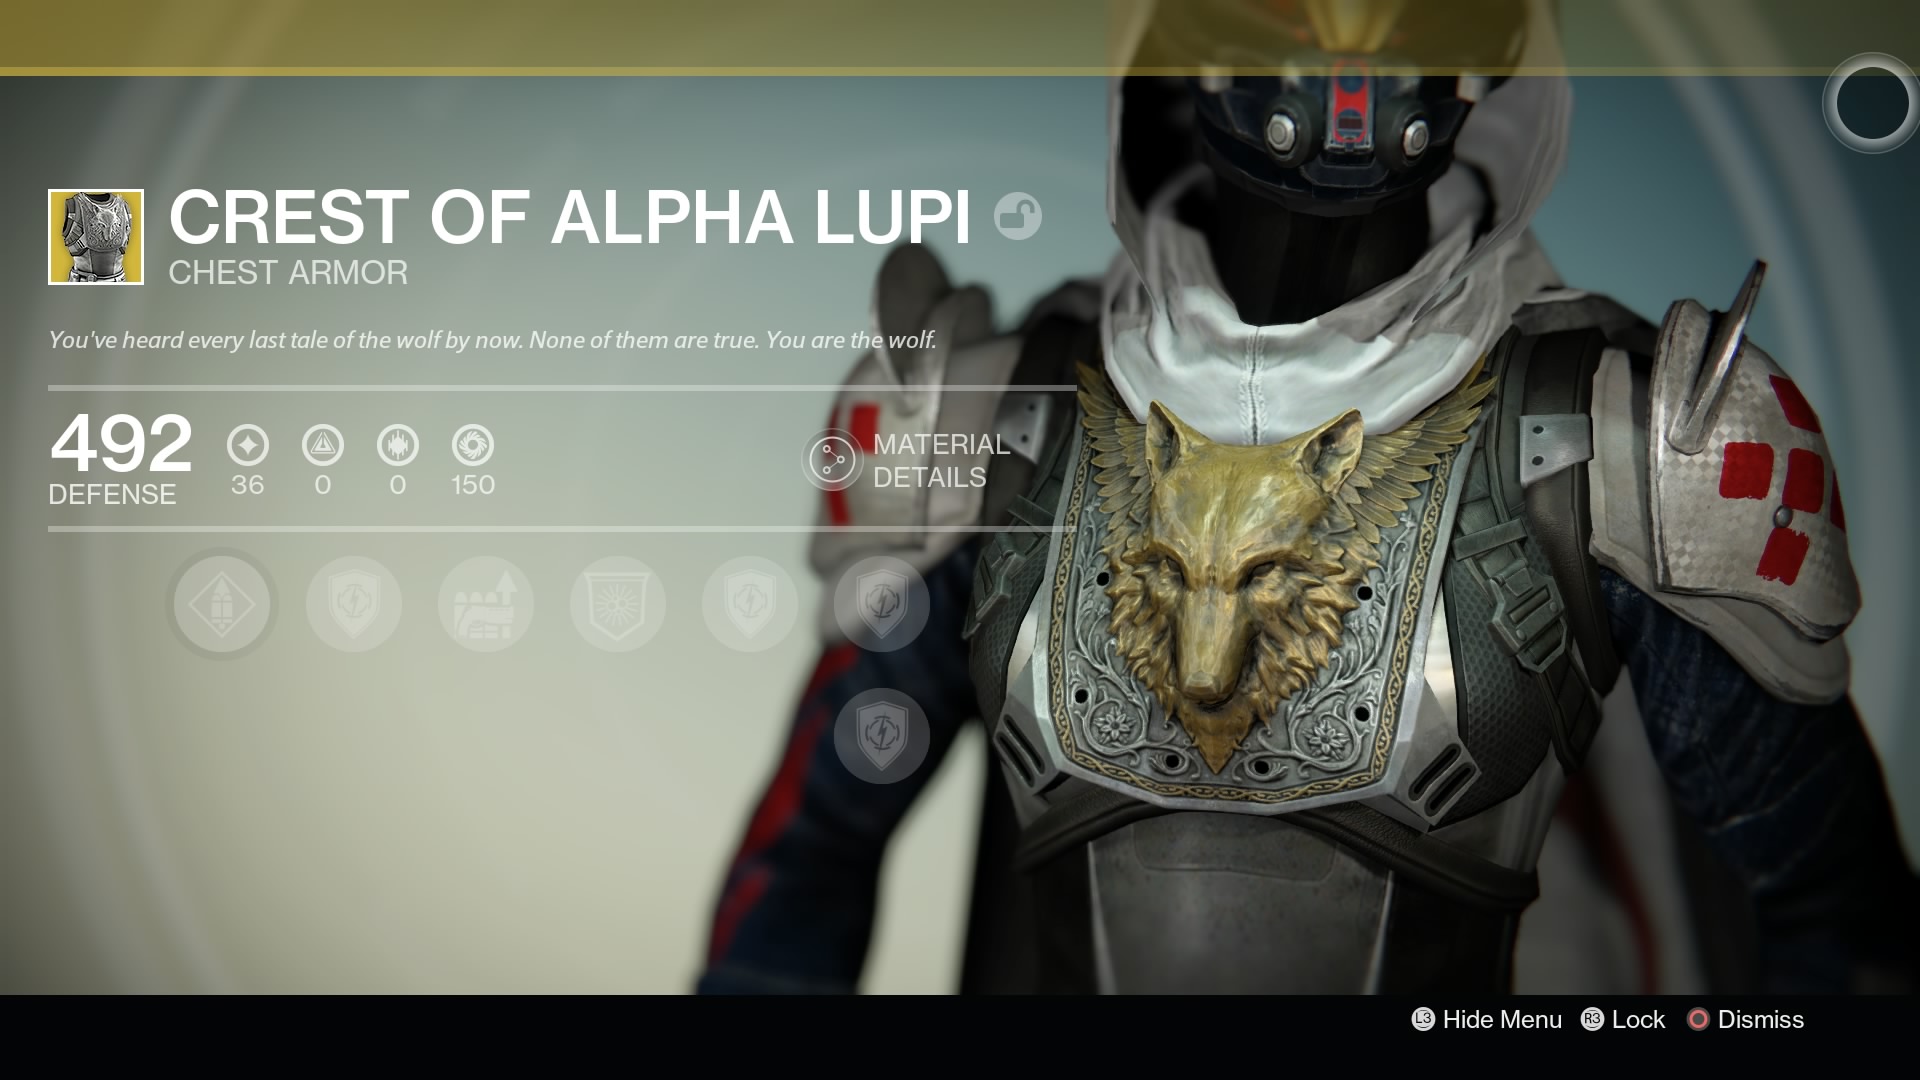 CREST OF ALPHA LUPI
CHEST ARMOR
You've heard every last tale of the wolf by now. None of them are true. You are the wolf.
492
DEFENSE
36
0
0
150
MATERIAL
DETAILS
L3 Hide Menu R3 Lock Dismiss